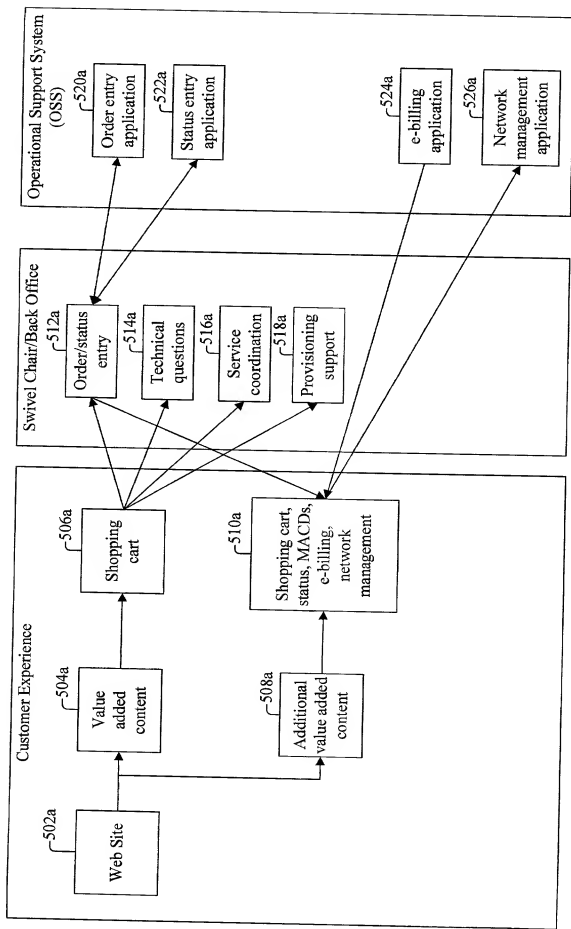 Customer Experience
502a
Web Site
504a
Value
added
content
506a
Shopping
cart
508a
Additional
value added
content
510a
Shopping cart,
status, MACDs,
e-billing,
network
management
Swivel Chair/Back Office
512a
Order/status
entry
514a
Technical
questions
516a
Service
coordination
518a
Provisioning
support
Operational Support System
(OSS)
520a
Order entry
application
522a
Status entry
application
524a
e-billing
application
526a
Network
management
application